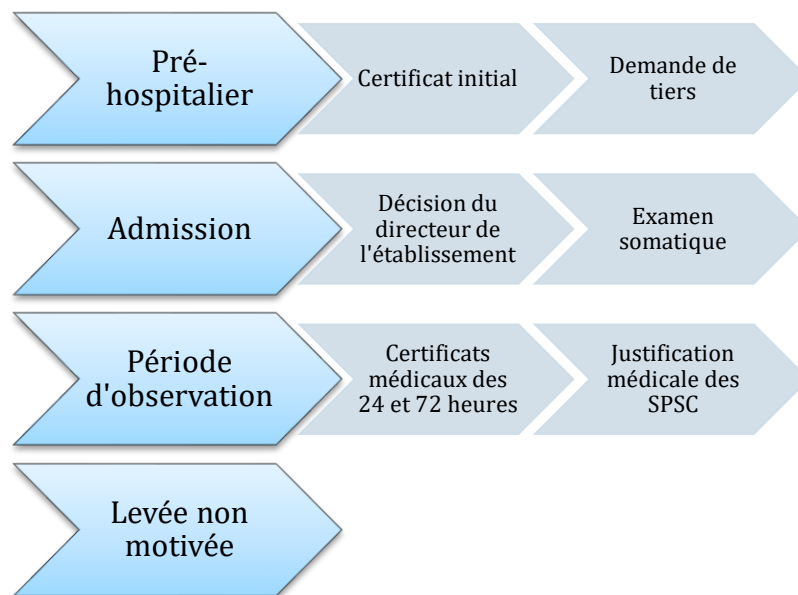 Pré-
hospitalier
Certificat initial
Demande de
tiers
Admission
Décision du
directeur de
l'établissement
Examen
somatique
Période
d'observation
Certificats
médicaux des
24 et 72 heures
Justification
médicale des
SPSC
Levée non
motivée